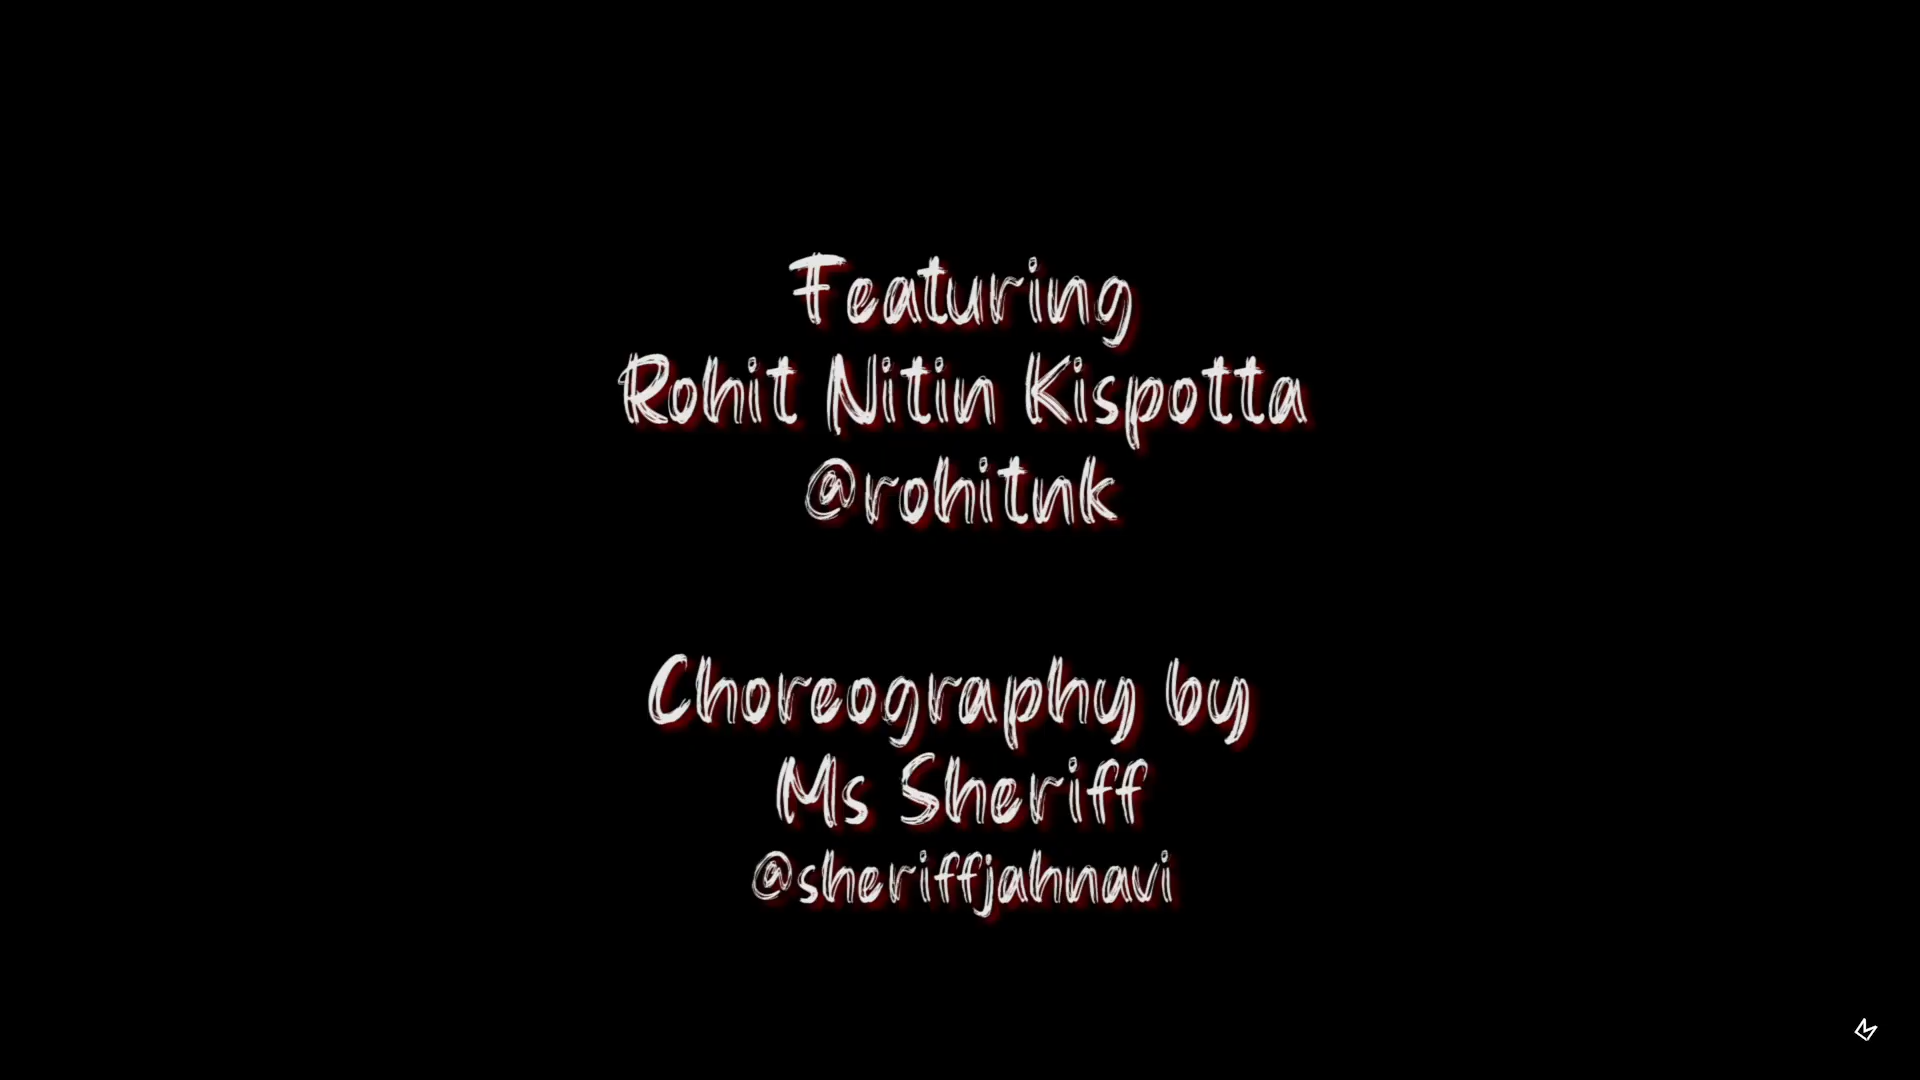 Featuring
Rohit Nitin Kispotta
@rohitnk
Choreography by
Ms Sheriff
@sheriffjahnavi